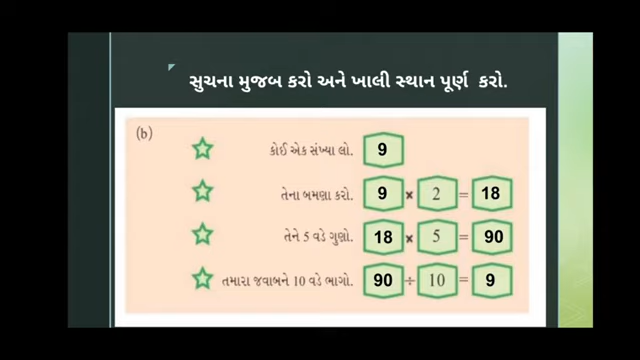 સુચના મુજબ કરો અને ખાલી સ્થાન પૂર્ણ કરો.
(b)
કોઈ એક સંખ્યા લો. 9
તેના બમણા કરો. 9 × 2 = 18
તેને 5 વડે ગુણો. 18 × 5 = 90
તમારા જવાબને 10 વડે ભાગો. 90 ÷ 10 = 9